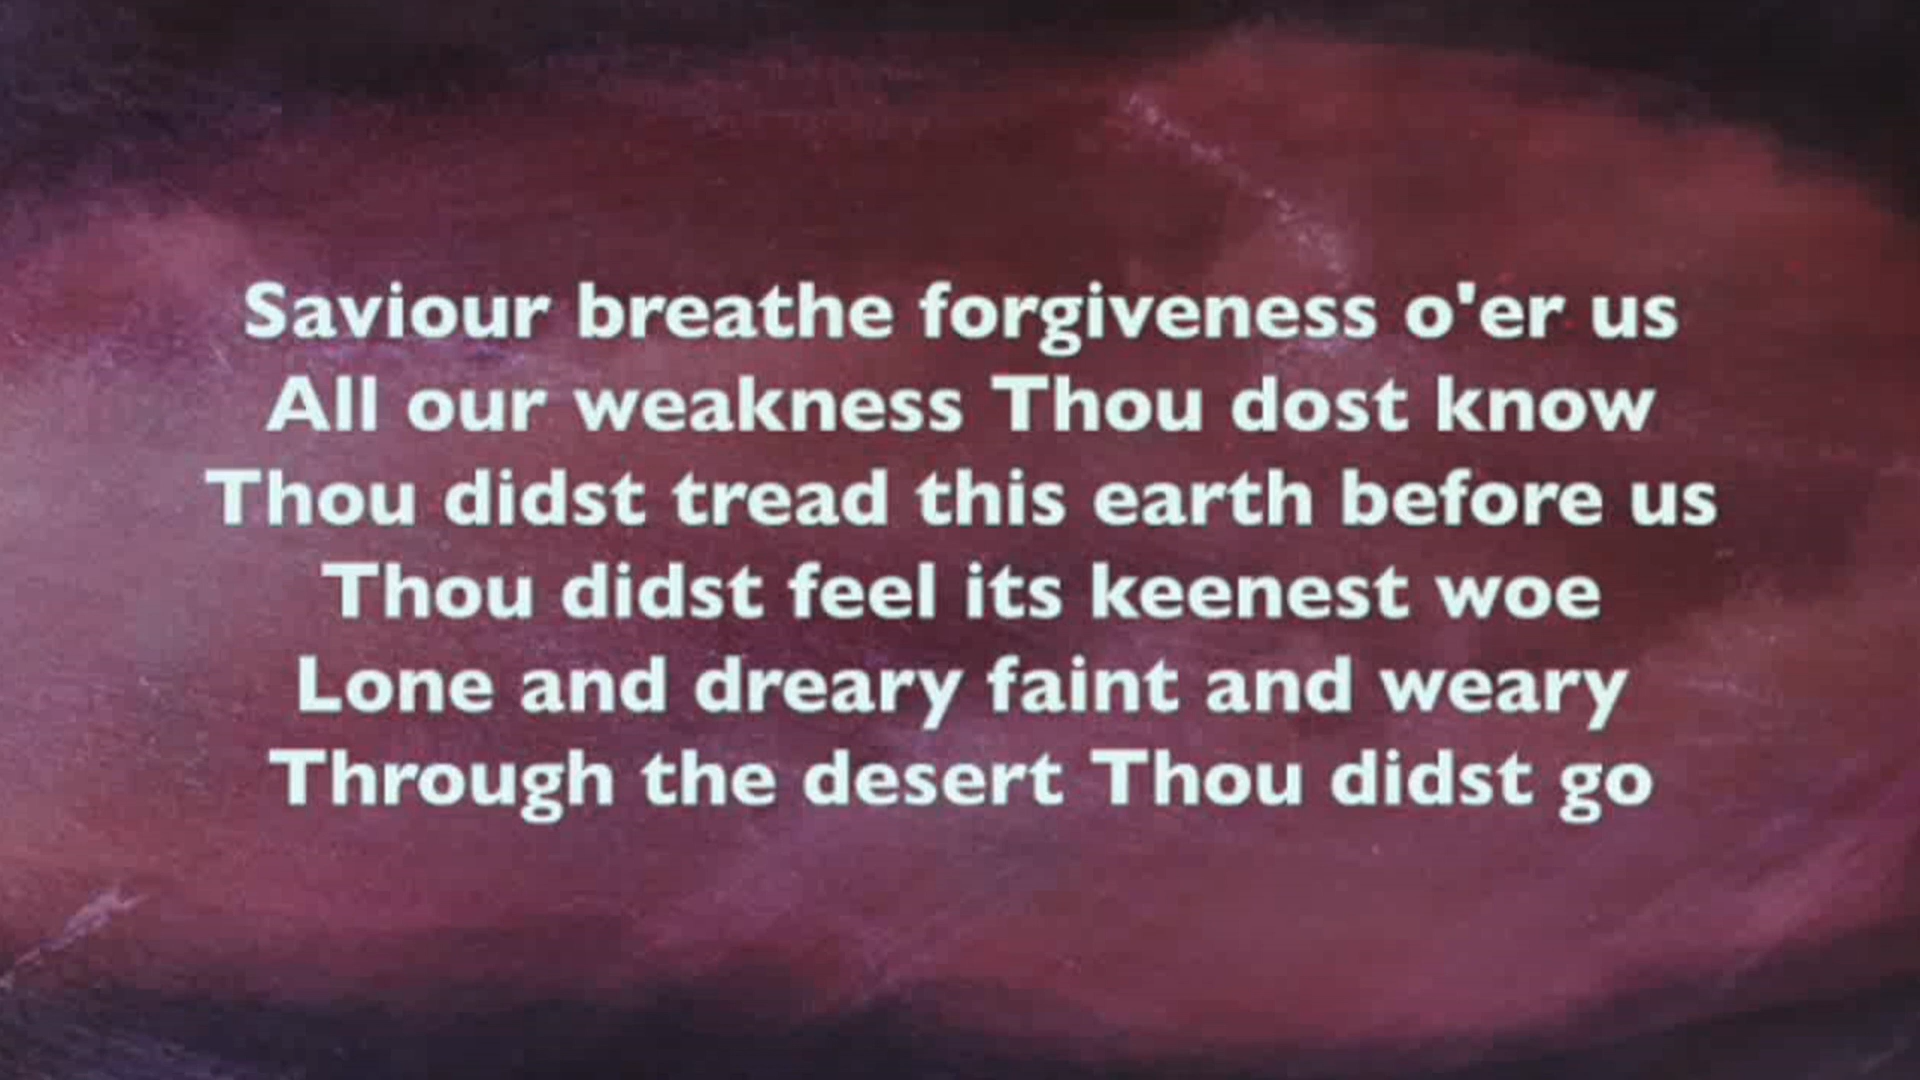 Saviour breathe forgiveness o'er us
All our weakness Thou dost know
Thou didst tread this earth before us
Thou didst feel its keenest woe
Lone and dreary faint and weary
Through the desert Thou didst go